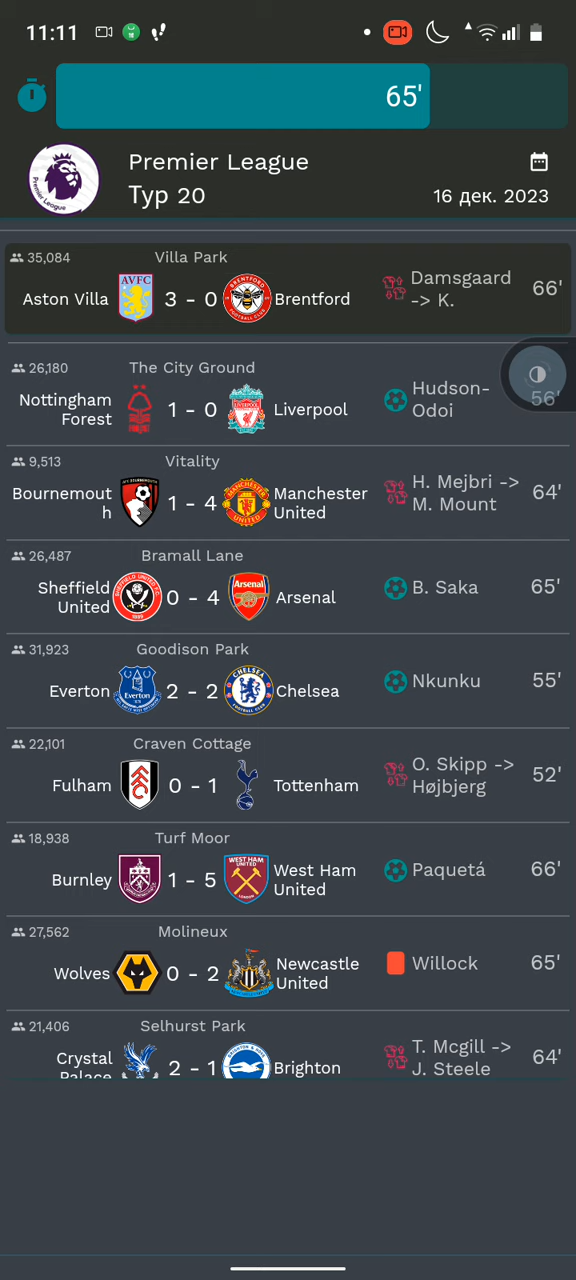 11:11
65'
Premier League
Тур 20
16 дек. 2023
35,084
Villa Park
Aston Villa
3 - 0
Brentford
Damsgaard
-> K.
66'
26,180
The City Ground
Nottingham
Forest
1 - 0
Liverpool
Hudson-
Odoi
56'
9,513
Vitality
Bournemout
h
1 - 4
Manchester
United
H. Mejbri ->
M. Mount
64'
26,487
Bramall Lane
Sheffield
United
0 - 4
Arsenal
B. Saka
65'
31,923
Goodison Park
Everton
2 - 2
Chelsea
Nkunku
55'
22,101
Craven Cottage
Fulham
0 - 1
Tottenham
O. Skipp ->
Højbjerg
52'
18,938
Turf Moor
Burnley
1 - 5
West Ham
United
Paquetá
66'
27,562
Molineux
Wolves
0 - 2
Newcastle
United
Willock
65'
21,406
Selhurst Park
Crystal
Palace
2 - 1
Brighton
T. Mcgill ->
J. Steele
64'